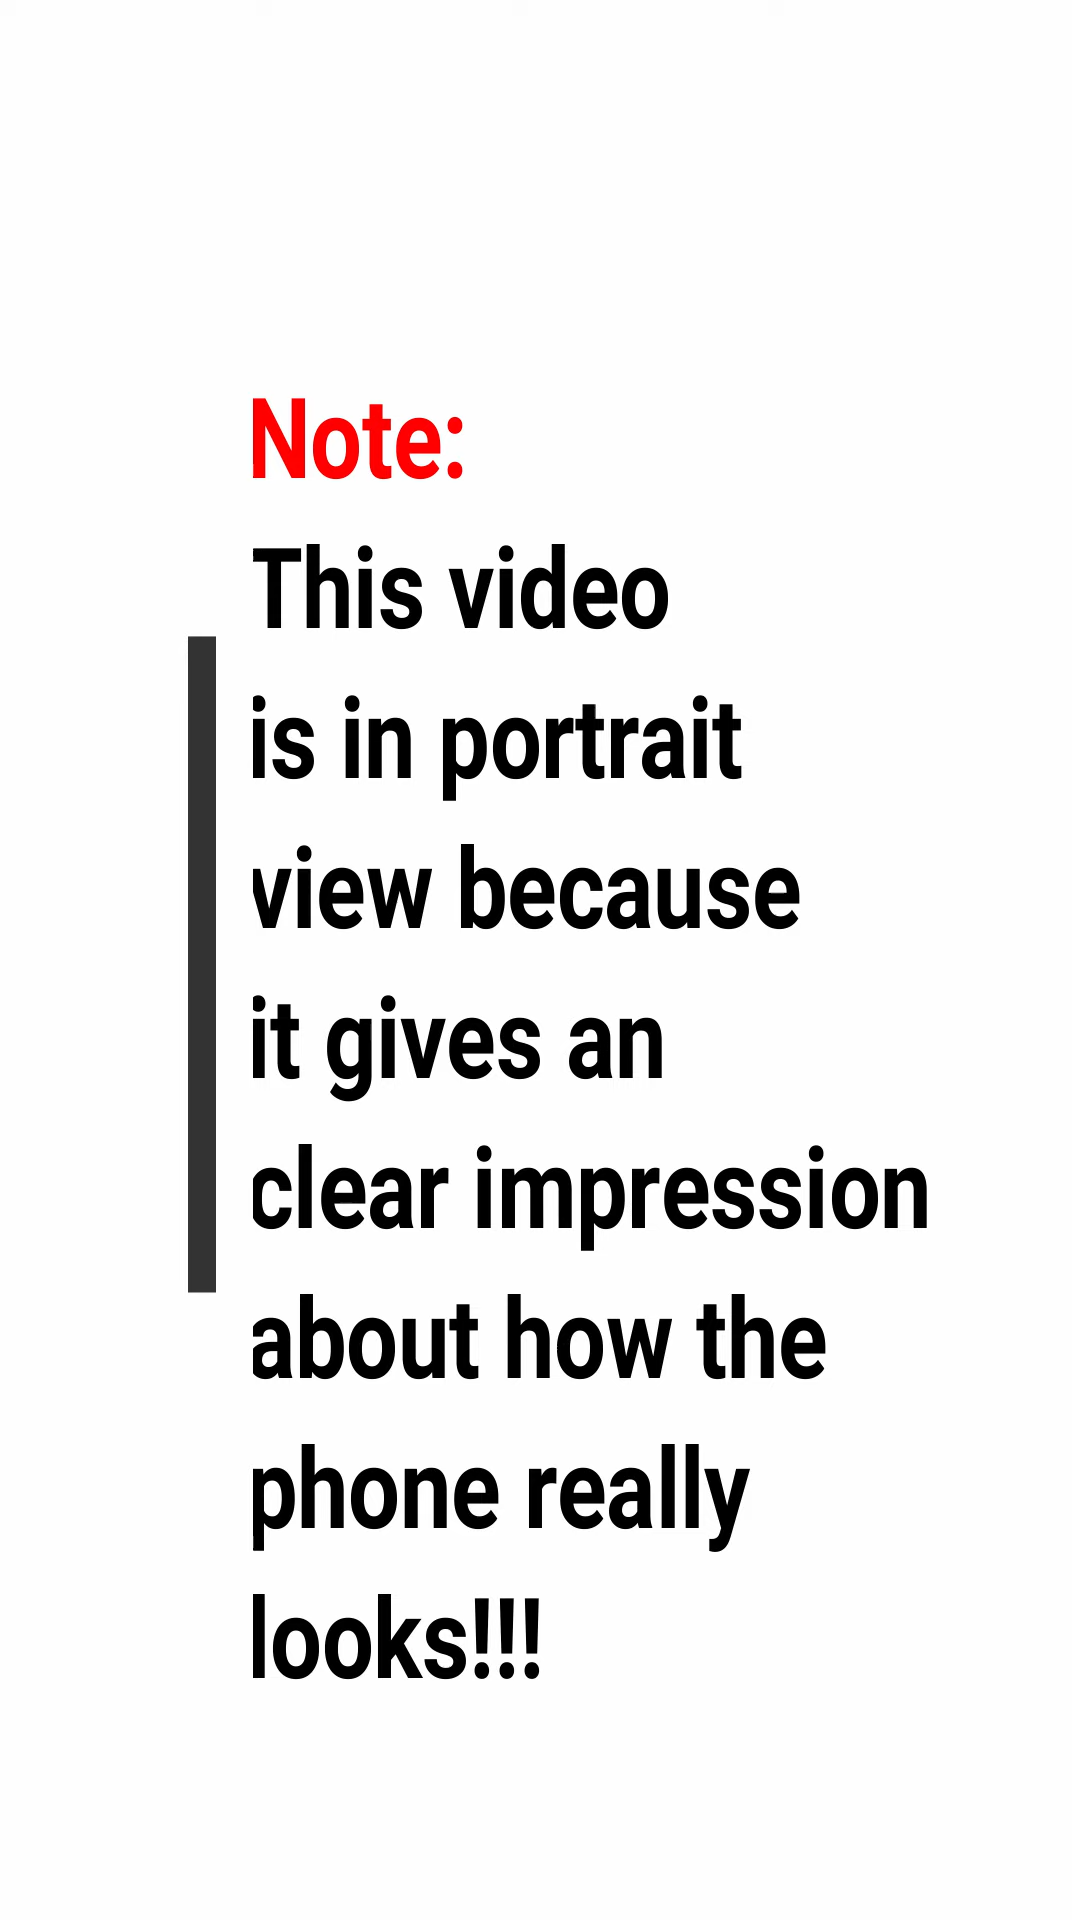 Note:
This video
is in portrait
view because
it gives an
clear impression
about how the
phone really
looks!!!